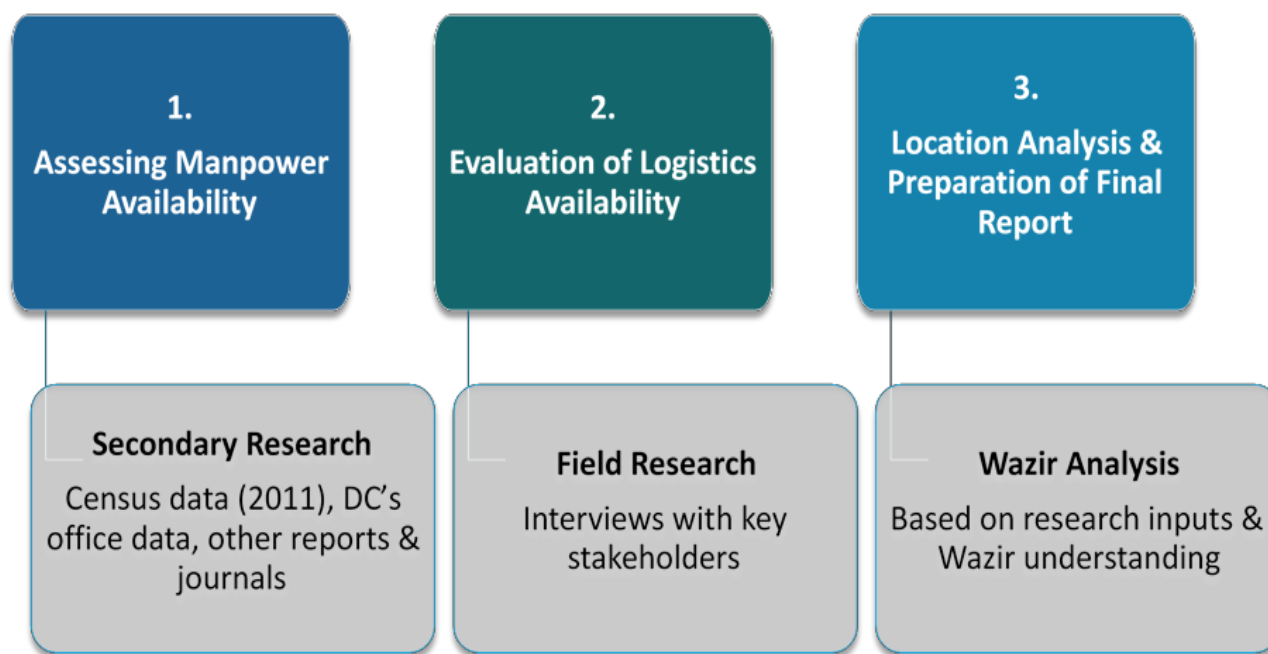 1.
Assessing Manpower
Availability
2.
Evaluation of Logistics
Availability
3.
Location Analysis &
Preparation of Final
Report
Secondary Research
Census data (2011), DC’s
office data, other reports &
journals
Field Research
Interviews with key
stakeholders
Wazir Analysis
Based on research inputs &
Wazir understanding